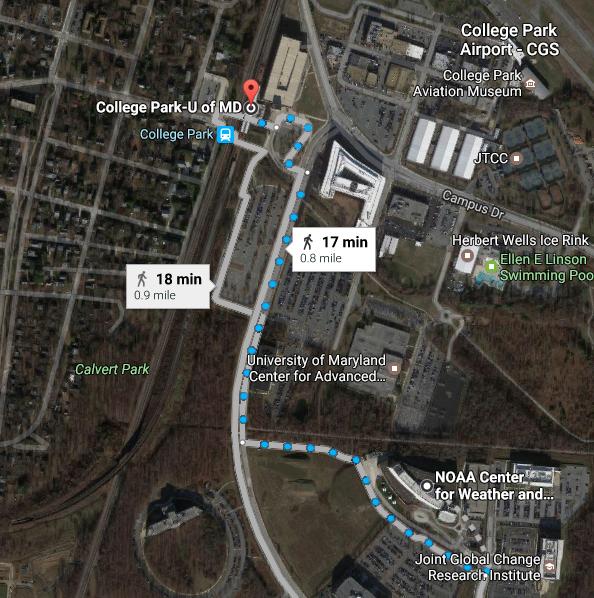 College Park
Airport - CGS
College Park
Aviation Museum
College Park-U of MD
College Park
JTCC
Campus Dr
17 min
0.8 mile
Herbert Wells Ice Rink
Ellen E Linson
Swimming Poo
18 min
0.9 mile
University of Maryland
Center for Advanced...
Calvert Park
NOAA Center
for Weather and...
Joint Global Change
Research Institute